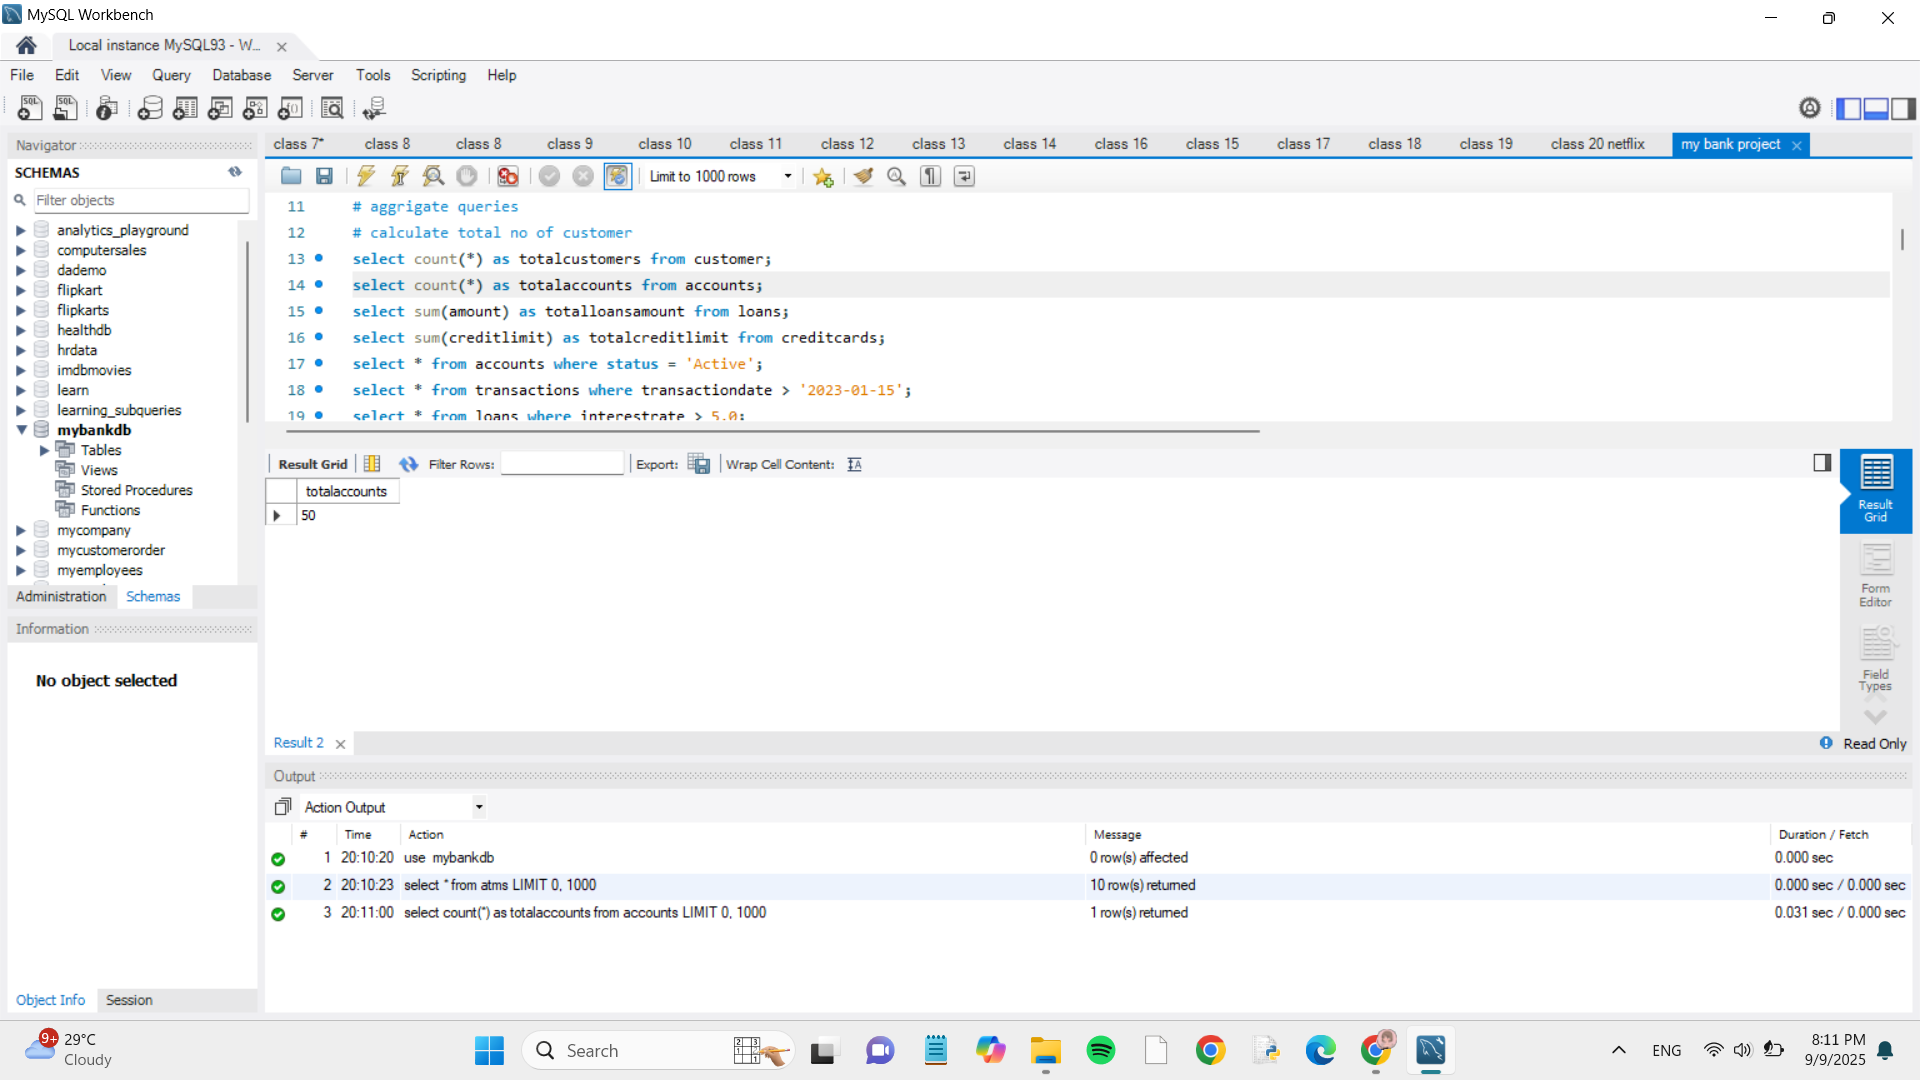 MySQL Workbench
Local instance MySQL93 - W...
File Edit View Query Database Server Tools Scripting Help
Navigator
SCHEMAS
Filter objects
analytics_playground
computersales
dademo
flipkart
flipkarts
healthdb
hrdata
imdbmovies
learn
learning_subqueries
mybankdb
Tables
Views
Stored Procedures
Functions
mycompany
mycustomerorder
myemployees
Administration Schemas
Information
No object selected
Object Info Session
class 7* class 8 class 8 class 9 class 10 class 11 class 12 class 13 class 14 class 16 class 15 class 17 class 18 class 19 class 20 netflix my bank project
Limit to 1000 rows
11 # aggrigate queries
12 # calculate total no of customer
13 select count(*) as totalcustomers from customer;
14 select count(*) as totalaccounts from accounts;
15 select sum(amount) as totalloansamount from loans;
16 select sum(creditlimit) as totalcreditlimit from creditcards;
17 select * from accounts where status = 'Active';
18 select * from transactions where transactiondate > '2023-01-15';
19 select * from loans where interestrate > 5.0;
Result Grid Filter Rows: Export: Wrap Cell Content:
totalaccounts
50
Result Grid
Form Editor
Field Types
Result 2
Read Only
Output
Action Output
# Time Action Message Duration / Fetch
1 20:10:20 use mybankdb 0 row(s) affected 0.000 sec
2 20:10:23 select * from atms LIMIT 0, 1000 10 row(s) returned 0.000 sec / 0.000 sec
3 20:11:00 select count(*) as totalaccounts from accounts LIMIT 0, 1000 1 row(s) returned 0.031 sec / 0.000 sec
9+ 29°C
Cloudy
Search
ENG
8:11 PM
9/9/2025